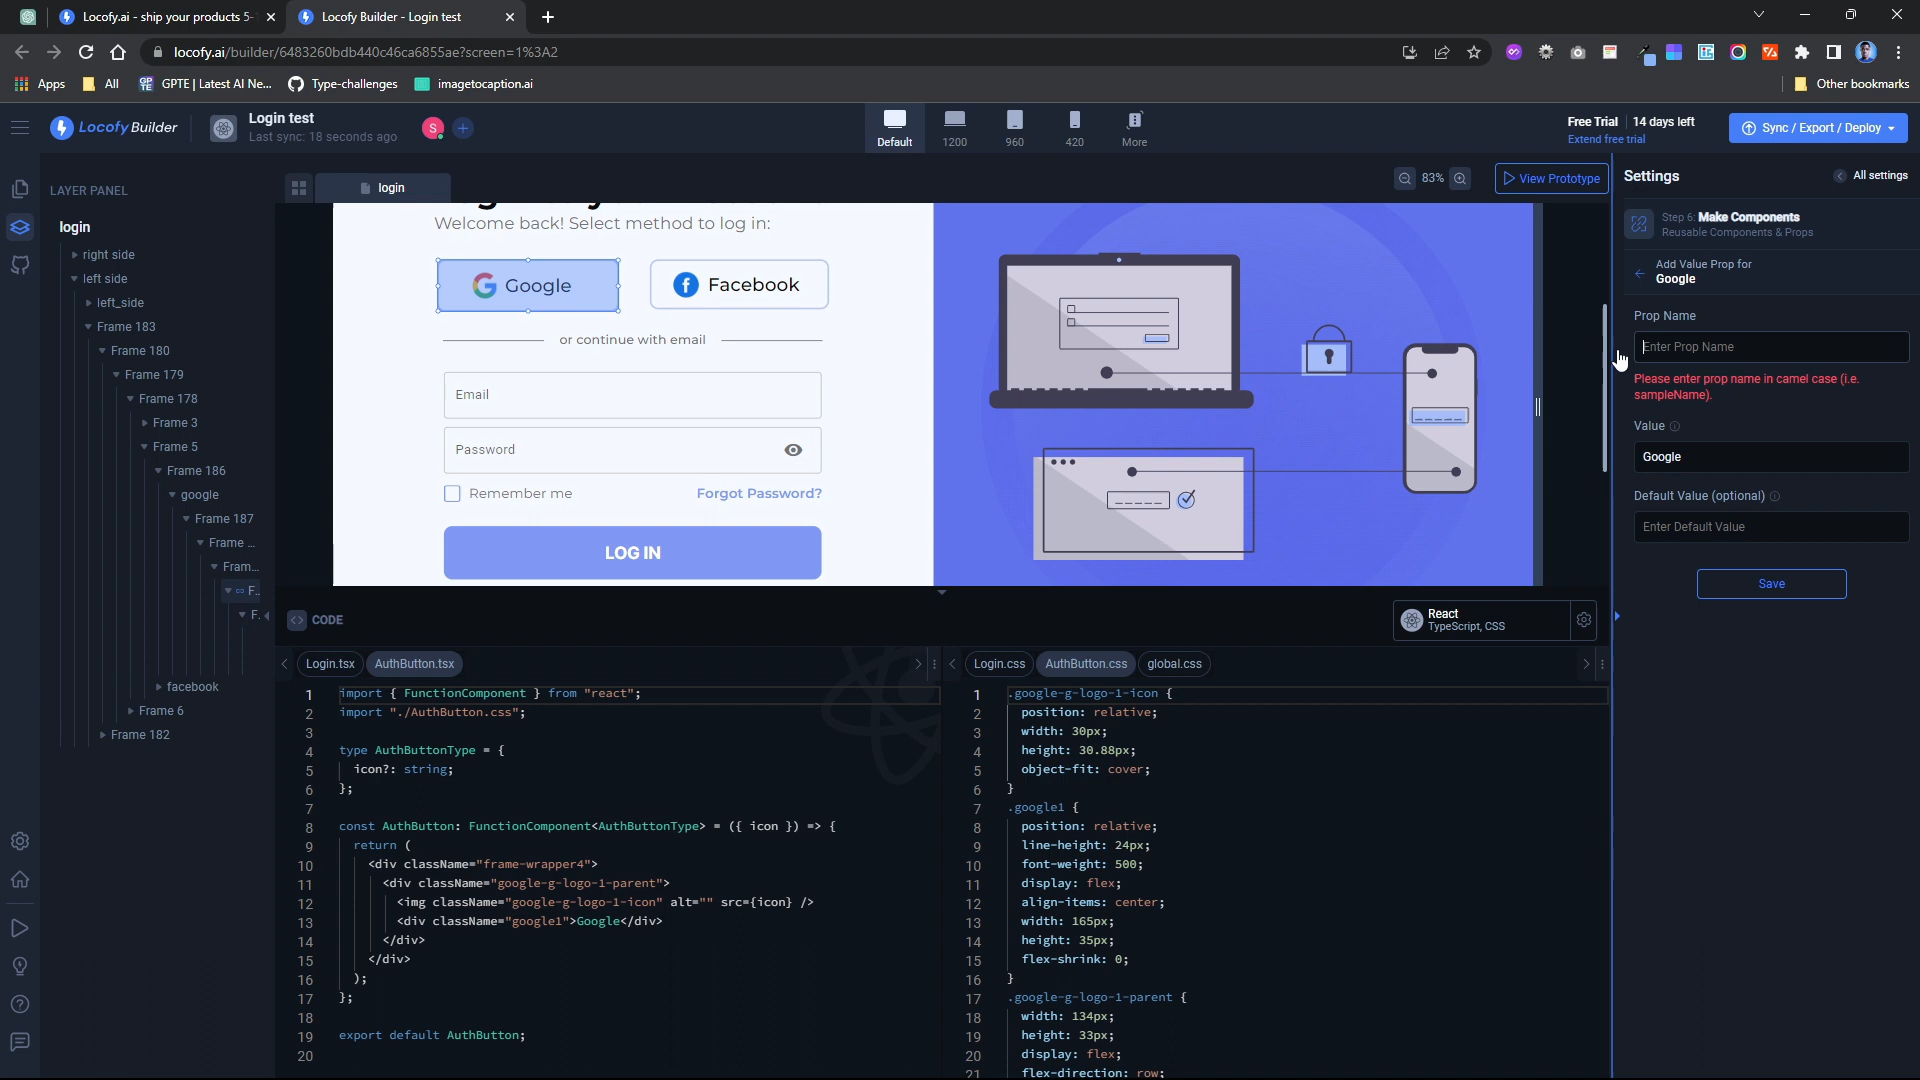 Locofy.ai - ship your products 5-
Locofy Builder - Login test
locofy.ai/builder/6483260bdb440c46ca6855ae?screen=1%3A2
Apps
All
GPTE | Latest AI Ne...
Type-challenges
imagetocaption.ai
Other bookmarks
Locofy Builder
Login test
Last sync: 18 seconds ago
S
Default
1200
960
420
More
Free Trial
14 days left
Extend free trial
Sync / Export / Deploy
LAYER PANEL
login
right side
left side
left_side
Frame 183
Frame 180
Frame 179
Frame 178
Frame 3
Frame 5
Frame 186
google
Frame 187
Frame ...
Fram...
F..
F.
facebook
Frame 6
Frame 182
login
83%
View Prototype
Welcome back! Select method to log in:
Google
Facebook
or continue with email
Email
Password
Remember me
Forgot Password?
LOG IN
Settings
All settings
Step 6: Make Components
Reusable Components & Props
Add Value Prop for
Google
Prop Name
Enter Prop Name
Please enter prop name in camel case (i.e.
sampleName).
Value
Google
Default Value (optional)
Enter Default Value
Save
CODE
React
TypeScript, CSS
Login.tsx
AuthButton.tsx
1 import { FunctionComponent } from "react";
2 import "./AuthButton.css";
3
4 type AuthButtonType = {
5 icon?: string;
6 };
7
8 const AuthButton: FunctionComponent<AuthButtonType> = ({ icon }) => {
9 return (
10 <div className="frame-wrapper4">
11 <div className="google-g-logo-1-parent">
12 <img className="google-g-logo-1-icon" alt="" src={icon} />
13 <div className="google1">Google</div>
14 </div>
15 </div>
16 );
17 };
18
19 export default AuthButton;
20
Login.css
AuthButton.css
global.css
1 .google-g-logo-1-icon {
2 position: relative;
3 width: 30px;
4 height: 30.88px;
5 object-fit: cover;
6 }
7 .google1 {
8 position: relative;
9 line-height: 24px;
10 font-weight: 500;
11 display: flex;
12 align-items: center;
13 width: 165px;
14 height: 35px;
15 flex-shrink: 0;
16 }
17 .google-g-logo-1-parent {
18 width: 134px;
19 height: 33px;
20 display: flex;
21 flex-direction: row;